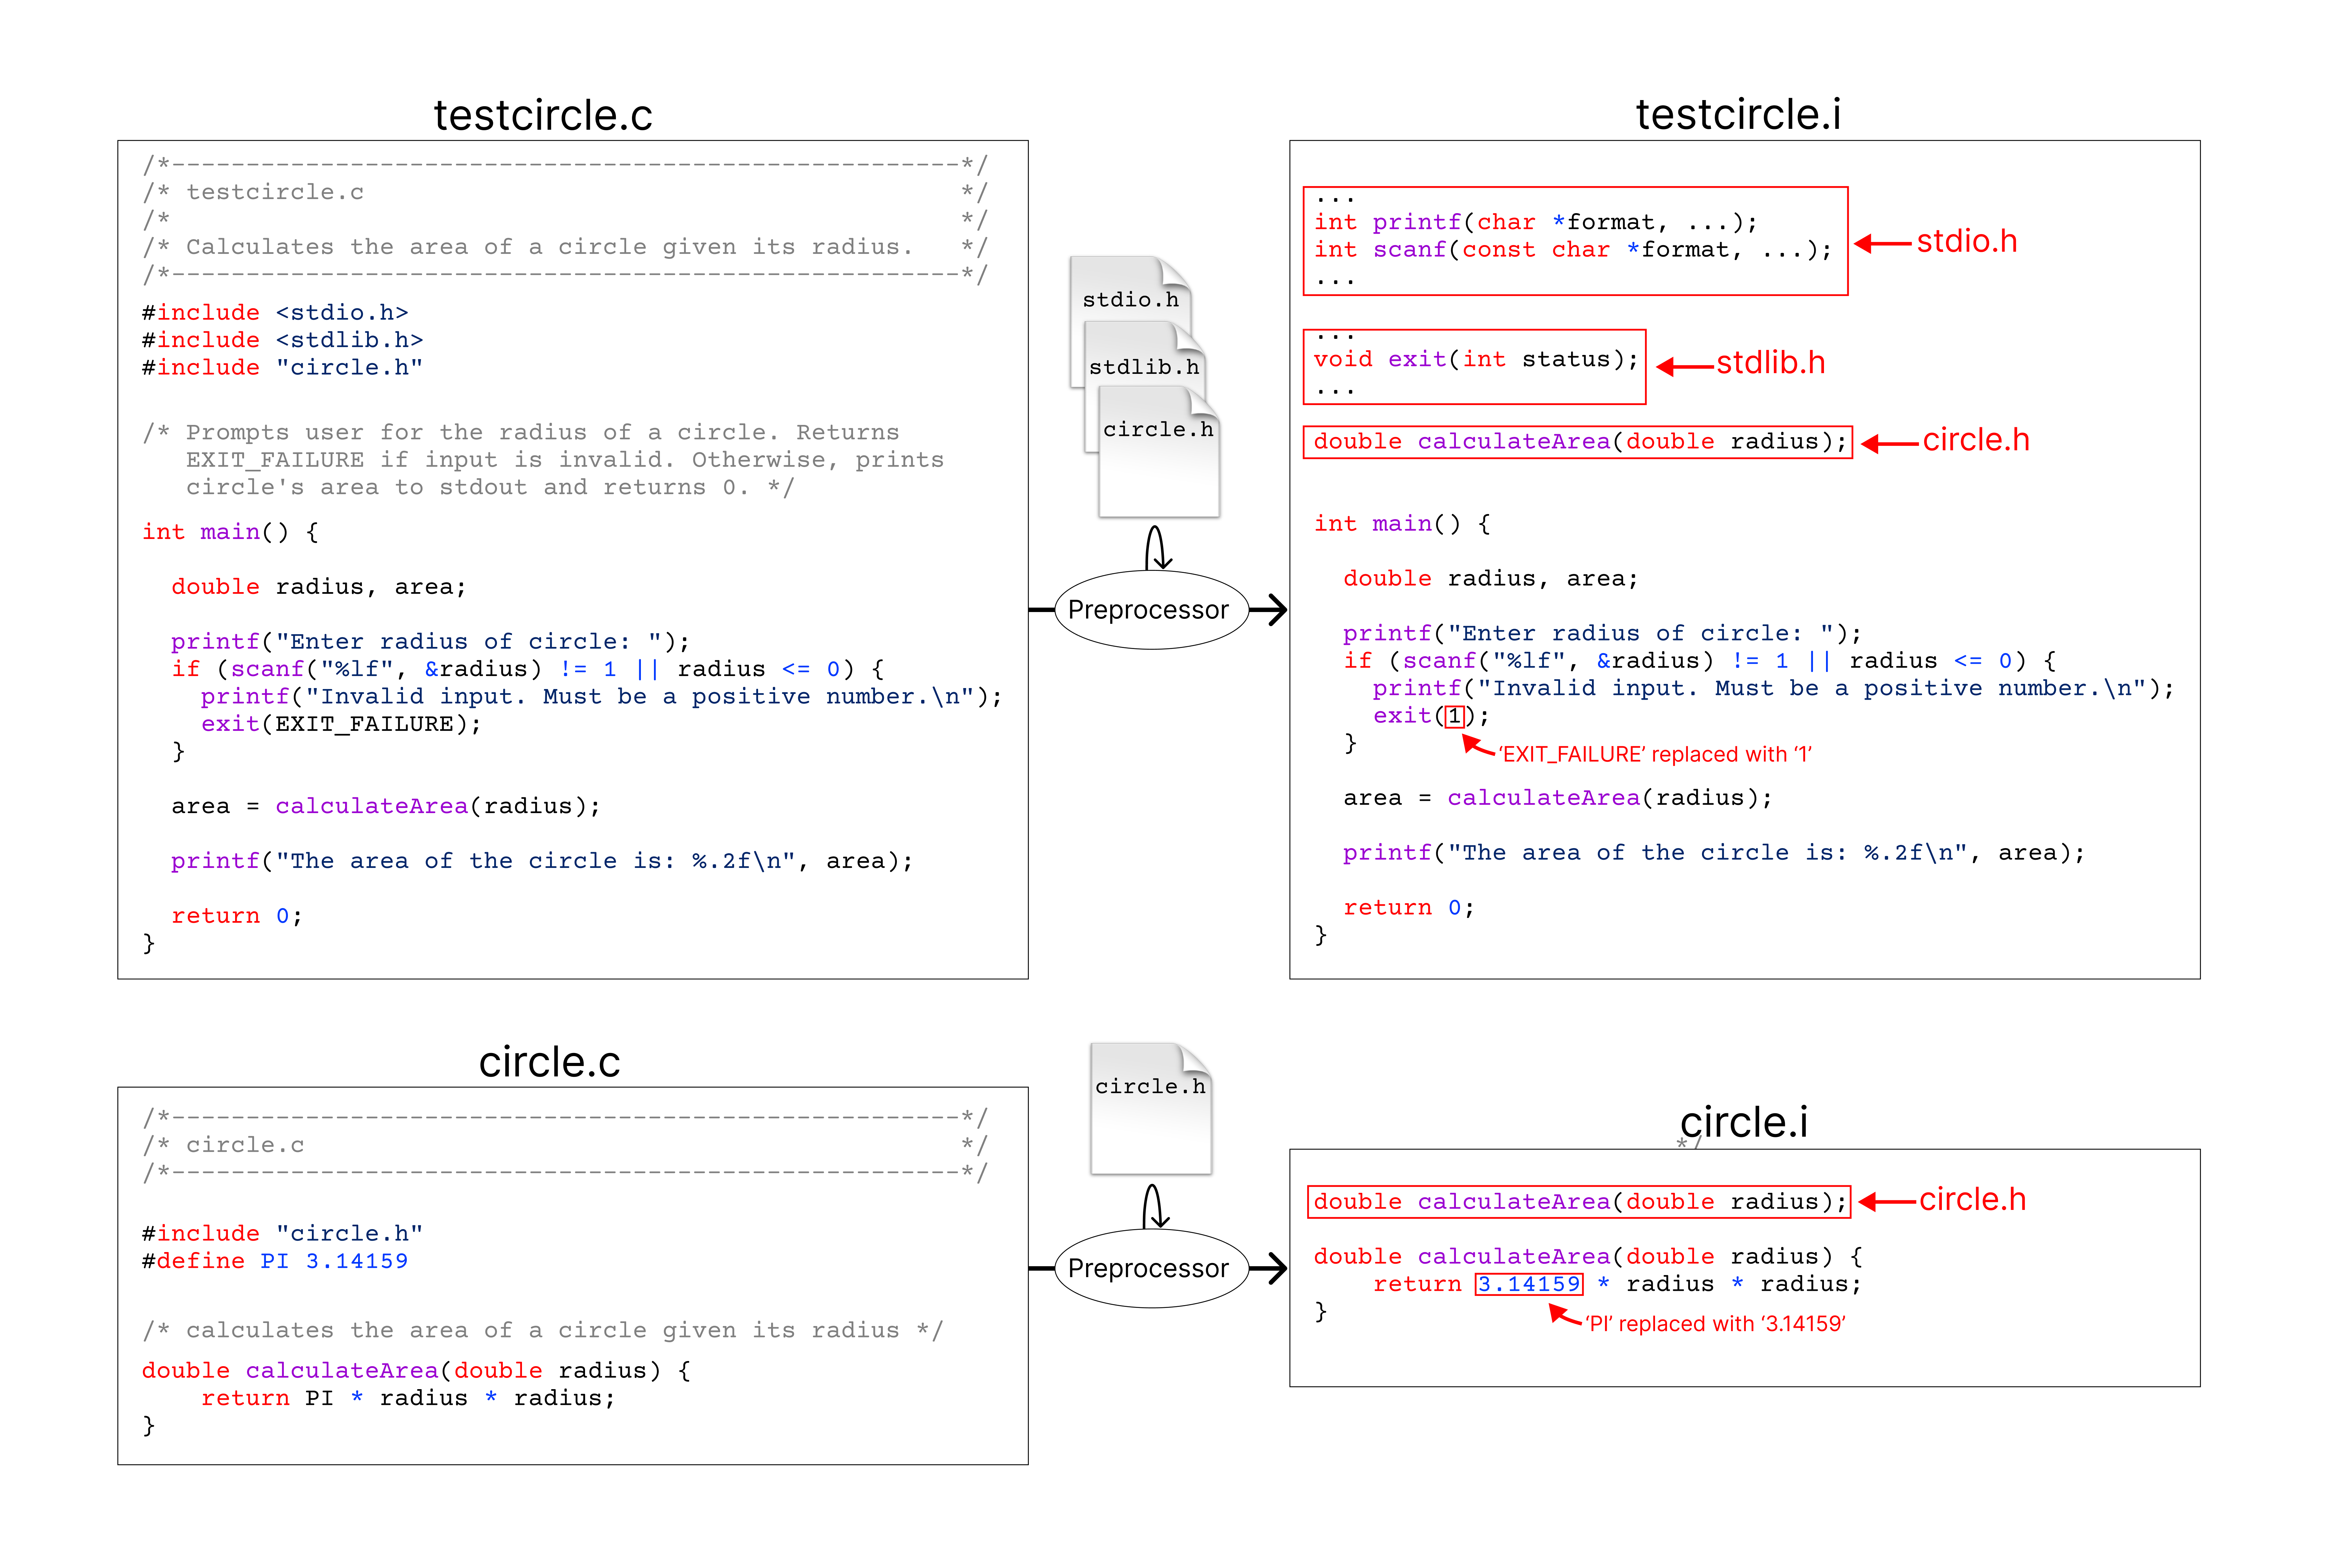 testcircle.c
/*-----------------------------------------------------*/
/* testcircle.c                                        */
/*                                                     */
/* Calculates the area of a circle given its radius.   */
/*-----------------------------------------------------*/
#include <stdio.h>
#include <stdlib.h>
#include "circle.h"
/* Prompts user for the radius of a circle. Returns
   EXIT_FAILURE if input is invalid. Otherwise, prints
   circle's area to stdout and returns 0. */
int main() {
  double radius, area;
  printf("Enter radius of circle: ");
  if (scanf("%lf", &radius) != 1 || radius <= 0) {
    printf("Invalid input. Must be a positive number.\n");
    exit(EXIT_FAILURE);
  }
  area = calculateArea(radius);
  printf("The area of the circle is: %.2f\n", area);
  return 0;
}
stdio.h
stdlib.h
circle.h
Preprocessor
testcircle.i
...
int printf(char *format, ...);
int scanf(const char *format, ...);
...
stdio.h
...
void exit(int status);
...
stdlib.h
double calculateArea(double radius);
circle.h
int main() {
  double radius, area;
  printf("Enter radius of circle: ");
  if (scanf("%lf", &radius) != 1 || radius <= 0) {
    printf("Invalid input. Must be a positive number.\n");
    exit(1);
  }
‘EXIT_FAILURE’ replaced with ‘1’
  area = calculateArea(radius);
  printf("The area of the circle is: %.2f\n", area);
  return 0;
}
circle.c
/*-----------------------------------------------------*/
/* circle.c                                            */
/*-----------------------------------------------------*/
#include "circle.h"
#define PI 3.14159
/* calculates the area of a circle given its radius */
double calculateArea(double radius) {
    return PI * radius * radius;
}
circle.h
Preprocessor
circle.i
*/
double calculateArea(double radius);
circle.h
double calculateArea(double radius) {
    return 3.14159 * radius * radius;
}
‘PI’ replaced with ‘3.14159’